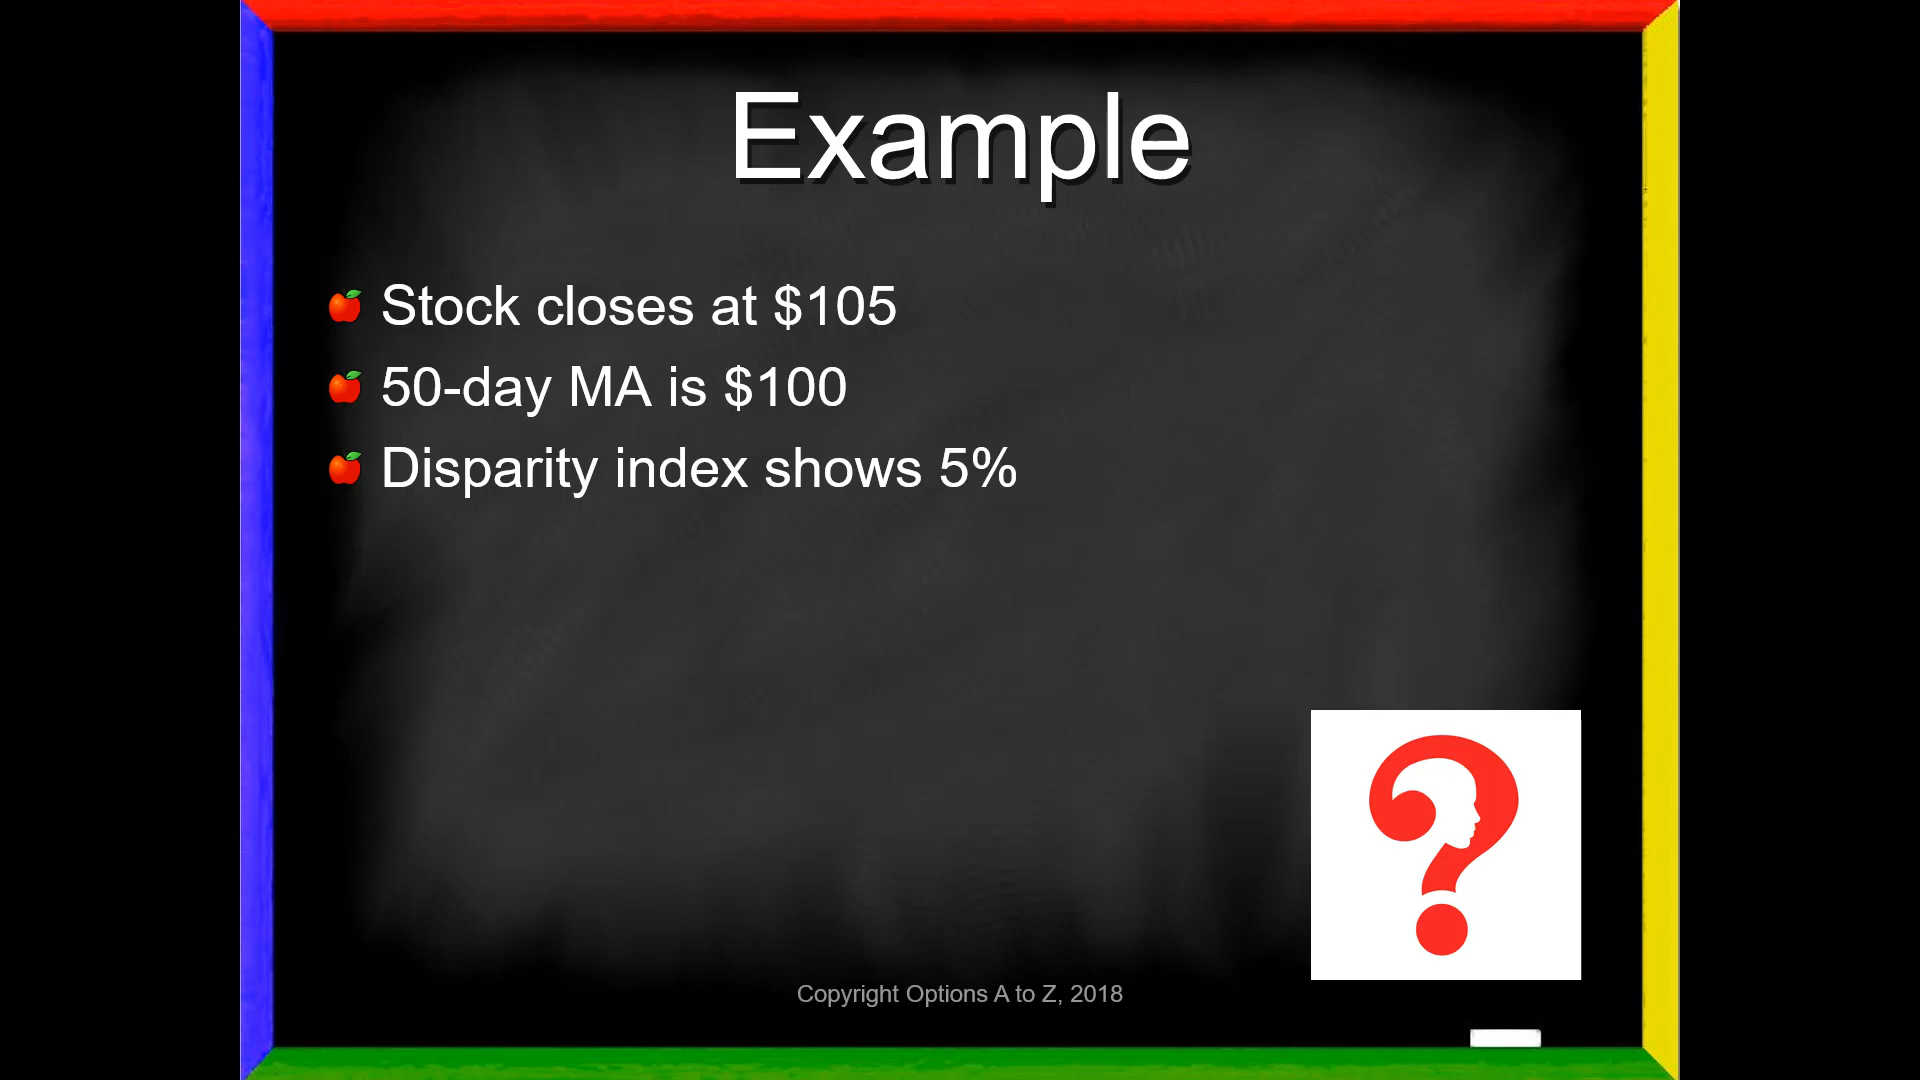 Example
Stock closes at $105
50-day MA is $100
Disparity index shows 5%
Copyright Options A to Z, 2018